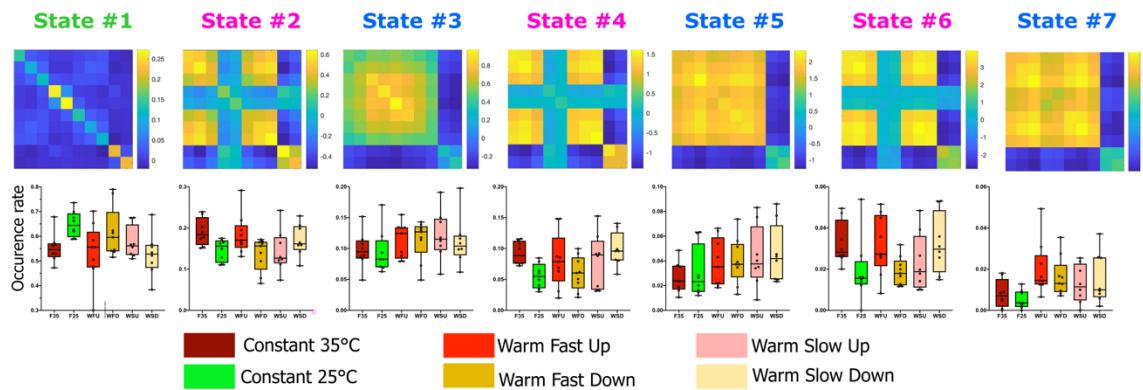 State #1 State #2 State #3 State #4 State #5 State #6 State #7
0.25 0.2 0.15 0.1 0.05 0
0.6 0.4 0.2 0 -0.2 -0.4
0.8 0.6 0.4 0.2 0 -0.2
1.5 1 0.5 0 -0.5 -1
2 1 0 -1 -2
3 2 1 0 -1 -2
4 3 2 1 0 -1 -2 -3
Occurrence rate
0.8 0.7 0.6 0.5 0.4 0.3
0.3 0.2 0.1
0.20 0.15 0.10 0.05 0.00
0.20 0.15 0.10 0.05 0.00
0.10 0.08 0.06 0.04 0.02 0.00
0.06 0.04 0.02 0.00
0.06 0.04 0.02 0.00
F35 F25 WFU WFD WSU WSD
F35 F25 WFU WFD WSU WSD
F35 F25 WFU WFD WSU WSD
F35 F25 WFU WFD WSU WSD
F35 F25 WFU WFD WSU WSD
F35 F25 WFU WFD WSU WSD
F35 F25 WFU WFD WSU WSD
Constant 35°C Warm Fast Up Warm Slow Up
Constant 25°C Warm Fast Down Warm Slow Down